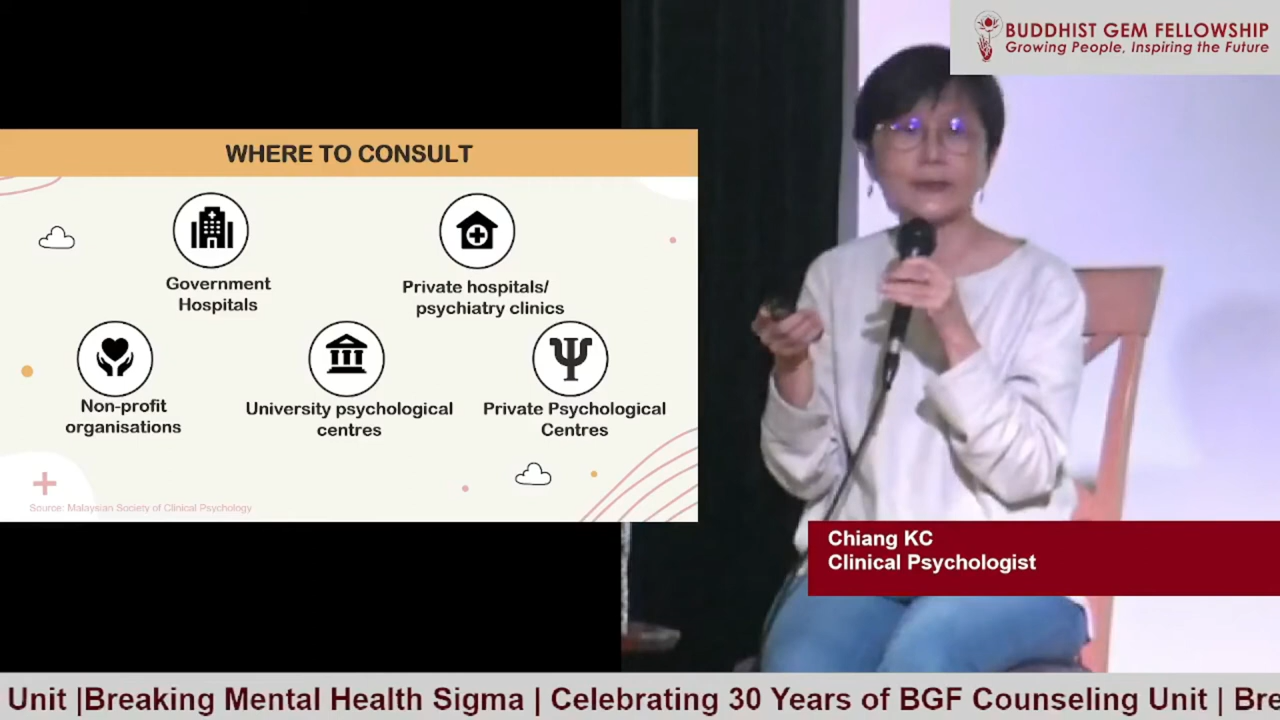 BUDDHIST GEM FELLOWSHIP
Growing People, Inspiring the Future
WHERE TO CONSULT
Government
Hospitals
Private hospitals/
psychiatry clinics
Non-profit
organisations
University psychological
centres
Private Psychological
Centres
Source: Malaysian Society of Clinical Psychology
Chiang KC
Clinical Psychologist
Unit |Breaking Mental Health Sigma | Celebrating 30 Years of BGF Counseling Unit | Bre